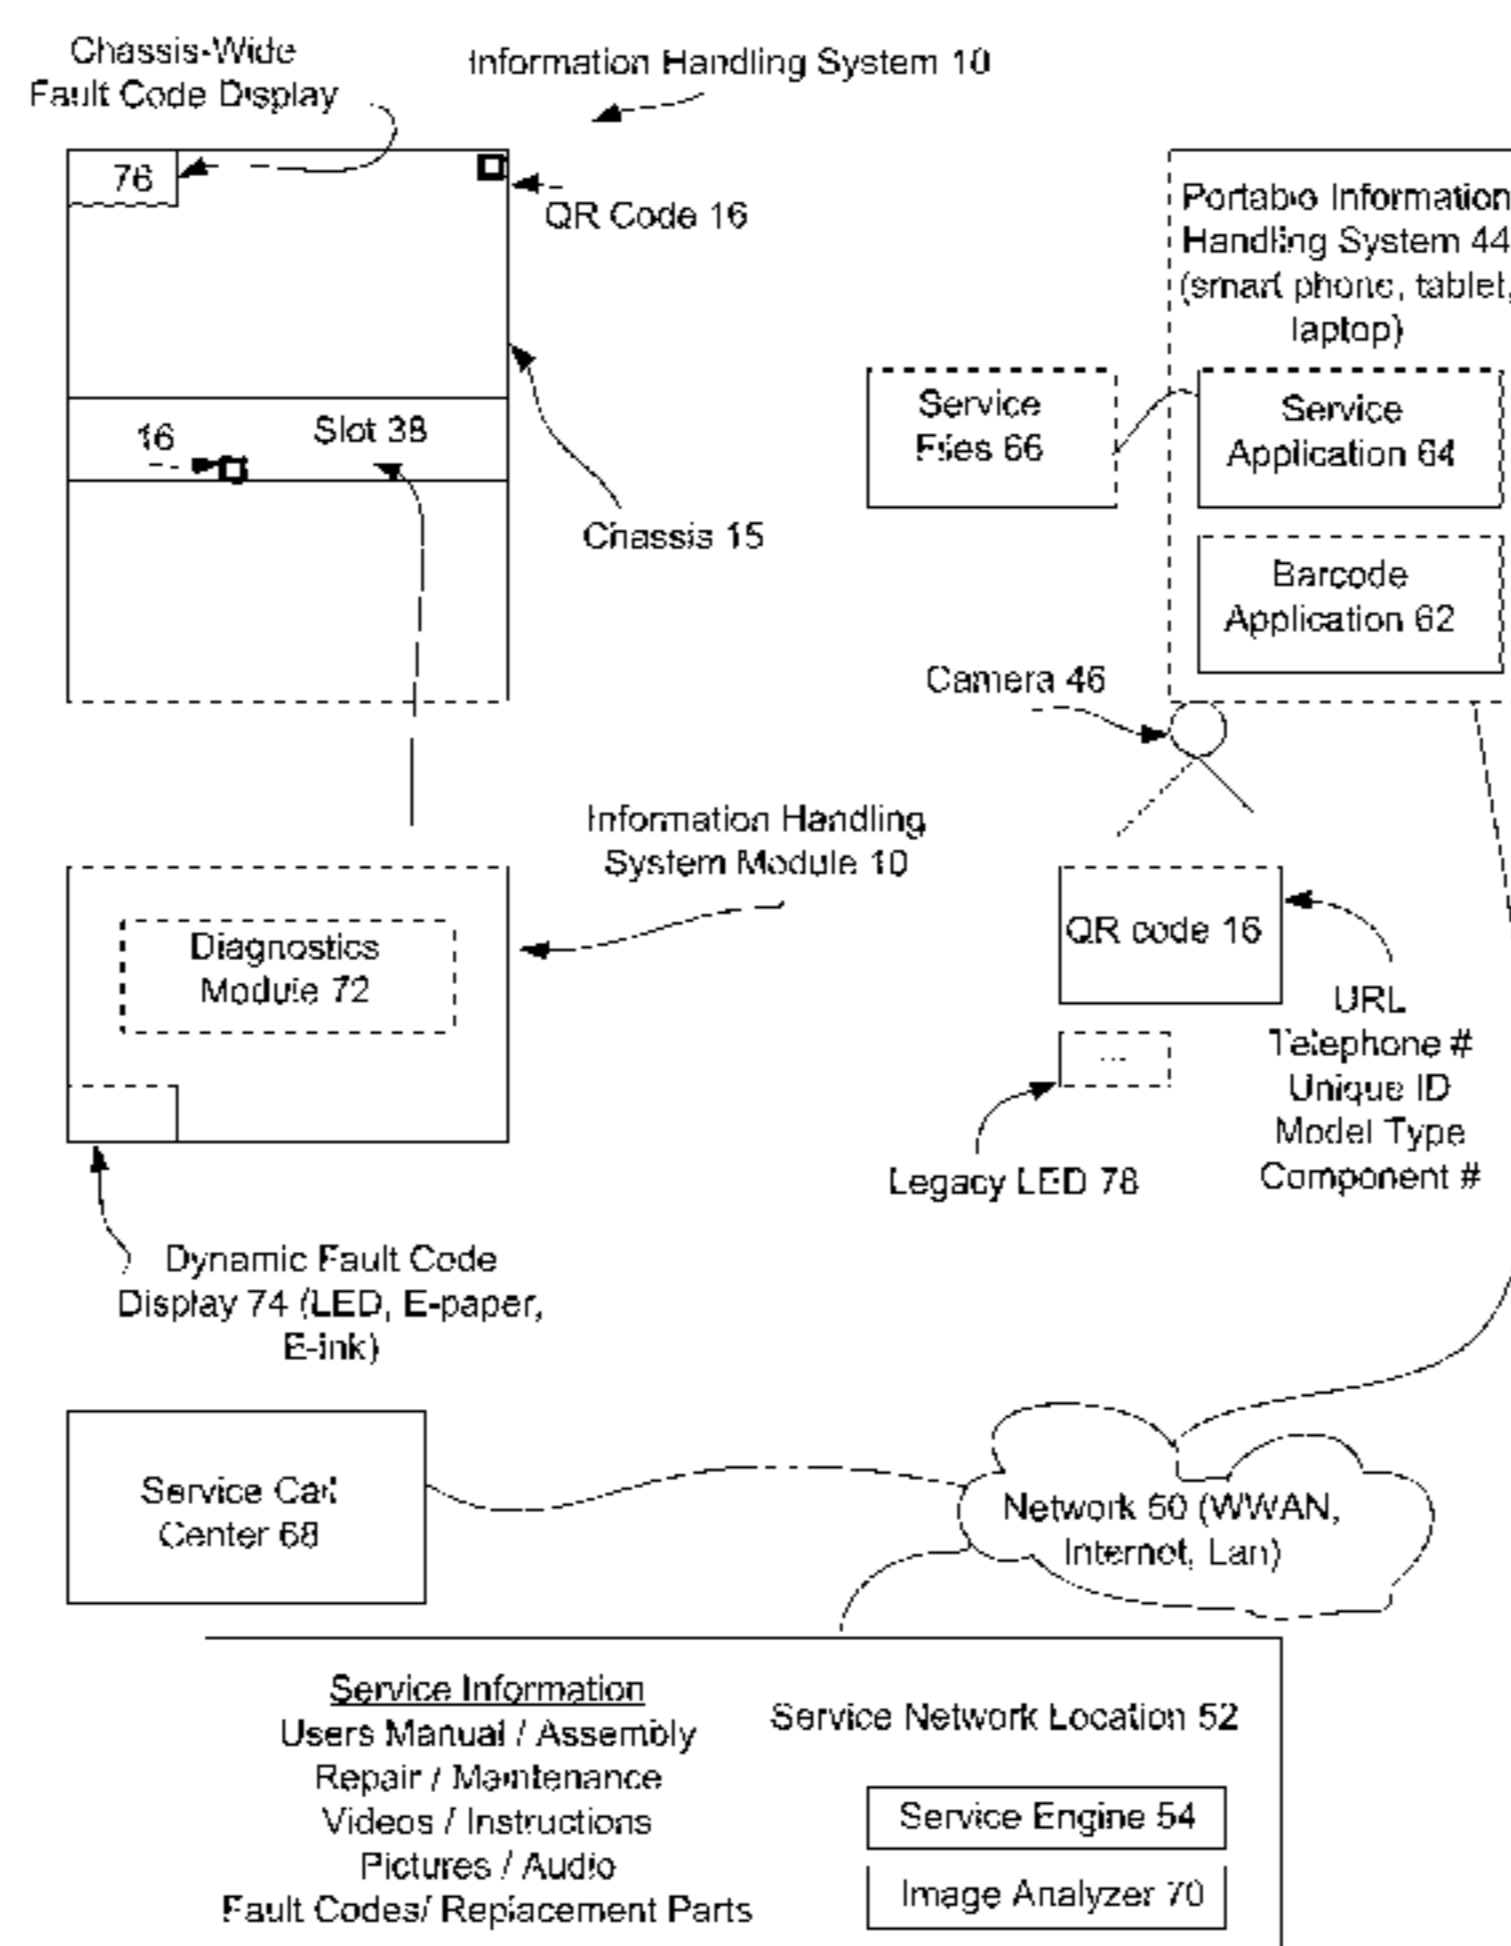 Chassis-Wide
Fault Code Display
Information Handling System 10
76
QR Code 16
16
Slot 38
Chassis 15
Portable Information
Handling System 44
(smart phone, tablet,
laptop)
Service
Files 66
Service
Application 64
Barcode
Application 62
Camera 46
Information Handling
System Module 10
Diagnostics
Module 72
QR code 16
URL
Telephone #
Unique ID
Model Type
Component #
...
Legacy LED 78
Dynamic Fault Code
Display 74 (LED, E-paper,
E-ink)
Service Call
Center 68
Network 50 (WWAN,
Internet, Lan)
Service Information
Users Manual / Assembly
Repair / Maintenance
Videos / Instructions
Pictures / Audio
Fault Codes/ Replacement Parts
Service Network Location 52
Service Engine 54
Image Analyzer 70